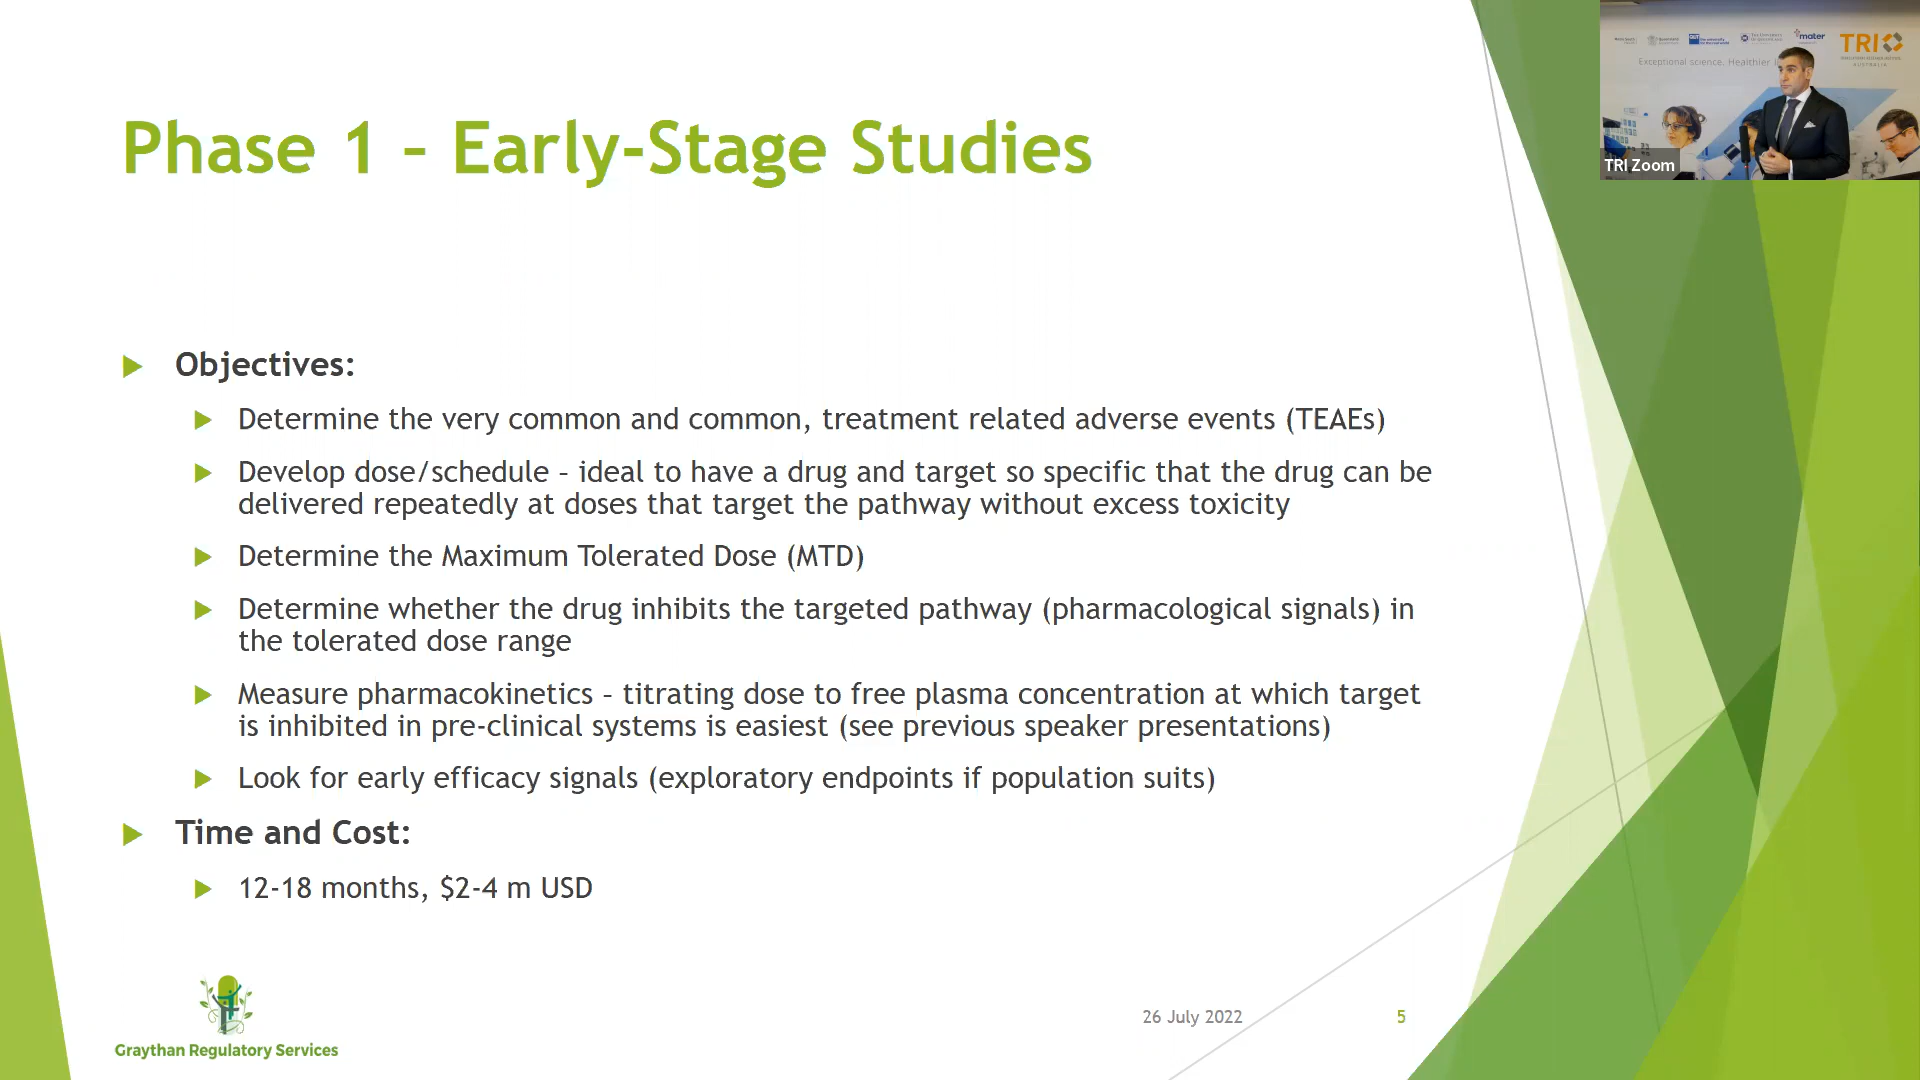 Phase 1 – Early-Stage Studies
Objectives:
Determine the very common and common, treatment related adverse events (TEAEs)
Develop dose/schedule – ideal to have a drug and target so specific that the drug can be
delivered repeatedly at doses that target the pathway without excess toxicity
Determine the Maximum Tolerated Dose (MTD)
Determine whether the drug inhibits the targeted pathway (pharmacological signals) in
the tolerated dose range
Measure pharmacokinetics – titrating dose to free plasma concentration at which target
is inhibited in pre-clinical systems is easiest (see previous speaker presentations)
Look for early efficacy signals (exploratory endpoints if population suits)
Time and Cost:
12-18 months, $2-4 m USD
Graythan Regulatory Services
26 July 2022
5
mater
TRI
AUSTRALIA
Exceptional science. Healthier
TRI Zoom